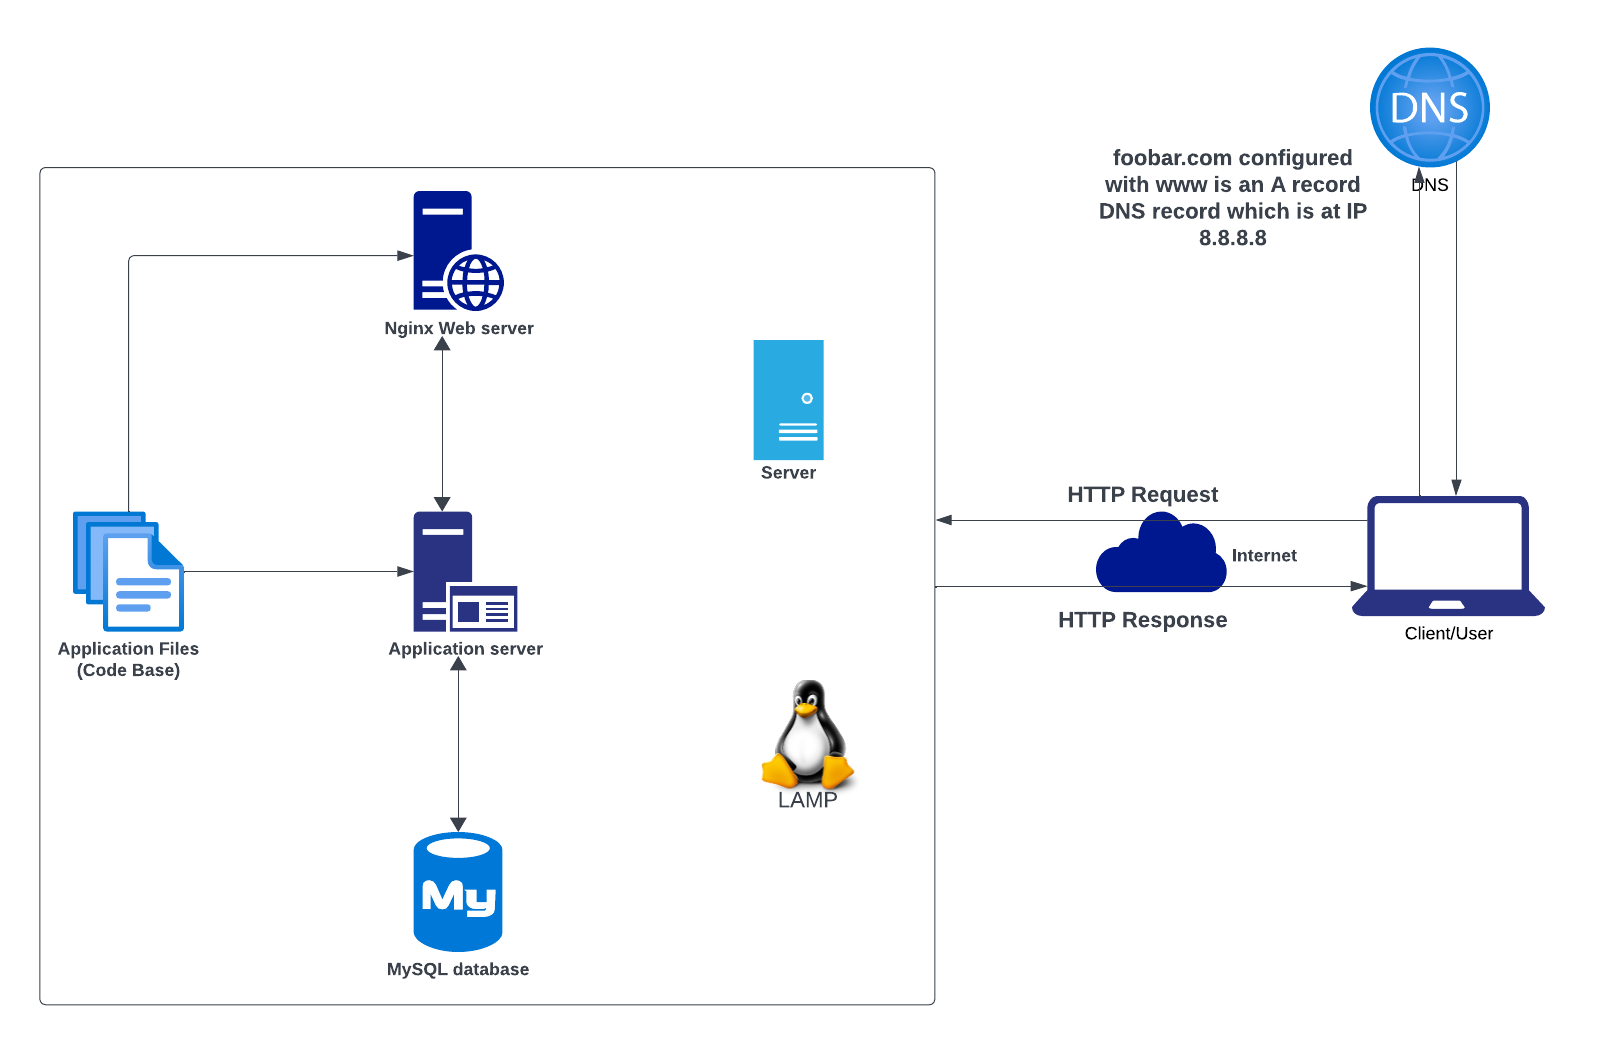 DNS
DNS
foobar.com configured
with www is an A record
DNS record which is at IP
8.8.8.8
Nginx Web server
Server
HTTP Request
Internet
HTTP Response
Client/User
Application Files
(Code Base)
Application server
LAMP
My
MySQL database